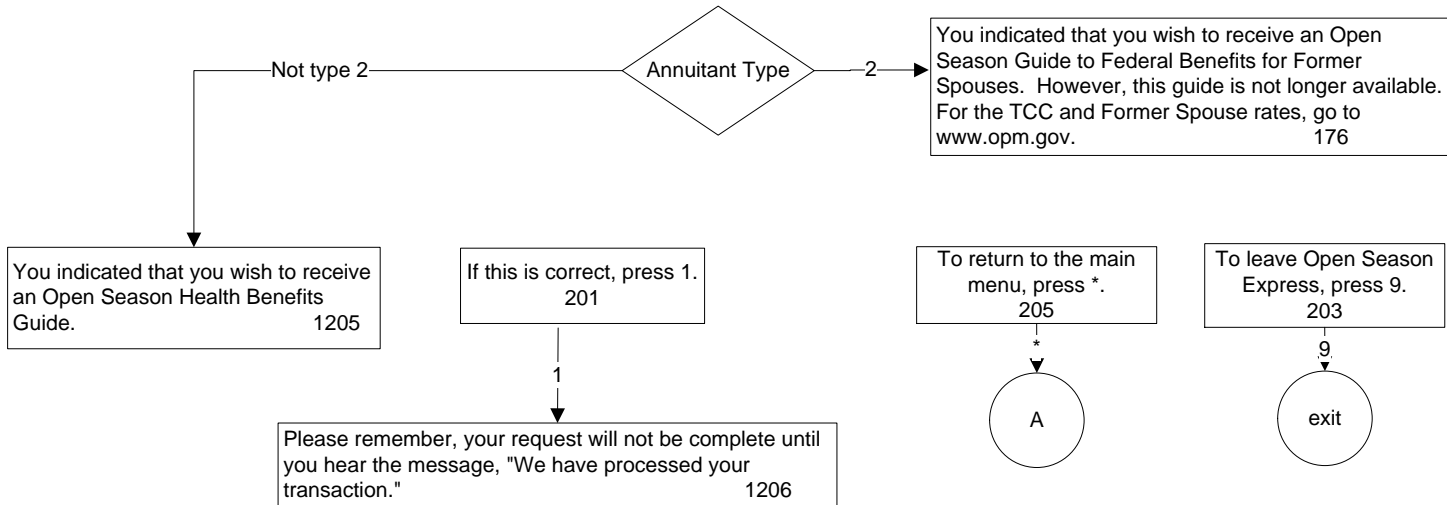 Not type 2
Annuitant Type
2
You indicated that you wish to receive an Open
Season Guide to Federal Benefits for Former
Spouses.  However, this guide is not longer available.
For the TCC and Former Spouse rates, go to
www.opm.gov. 176
You indicated that you wish to receive
an Open Season Health Benefits
Guide. 1205
If this is correct, press 1.
201
1
Please remember, your request will not be complete until
you hear the message, "We have processed your
transaction." 1206
To return to the main
menu, press *.
205
*
A
To leave Open Season
Express, press 9.
203
9
exit